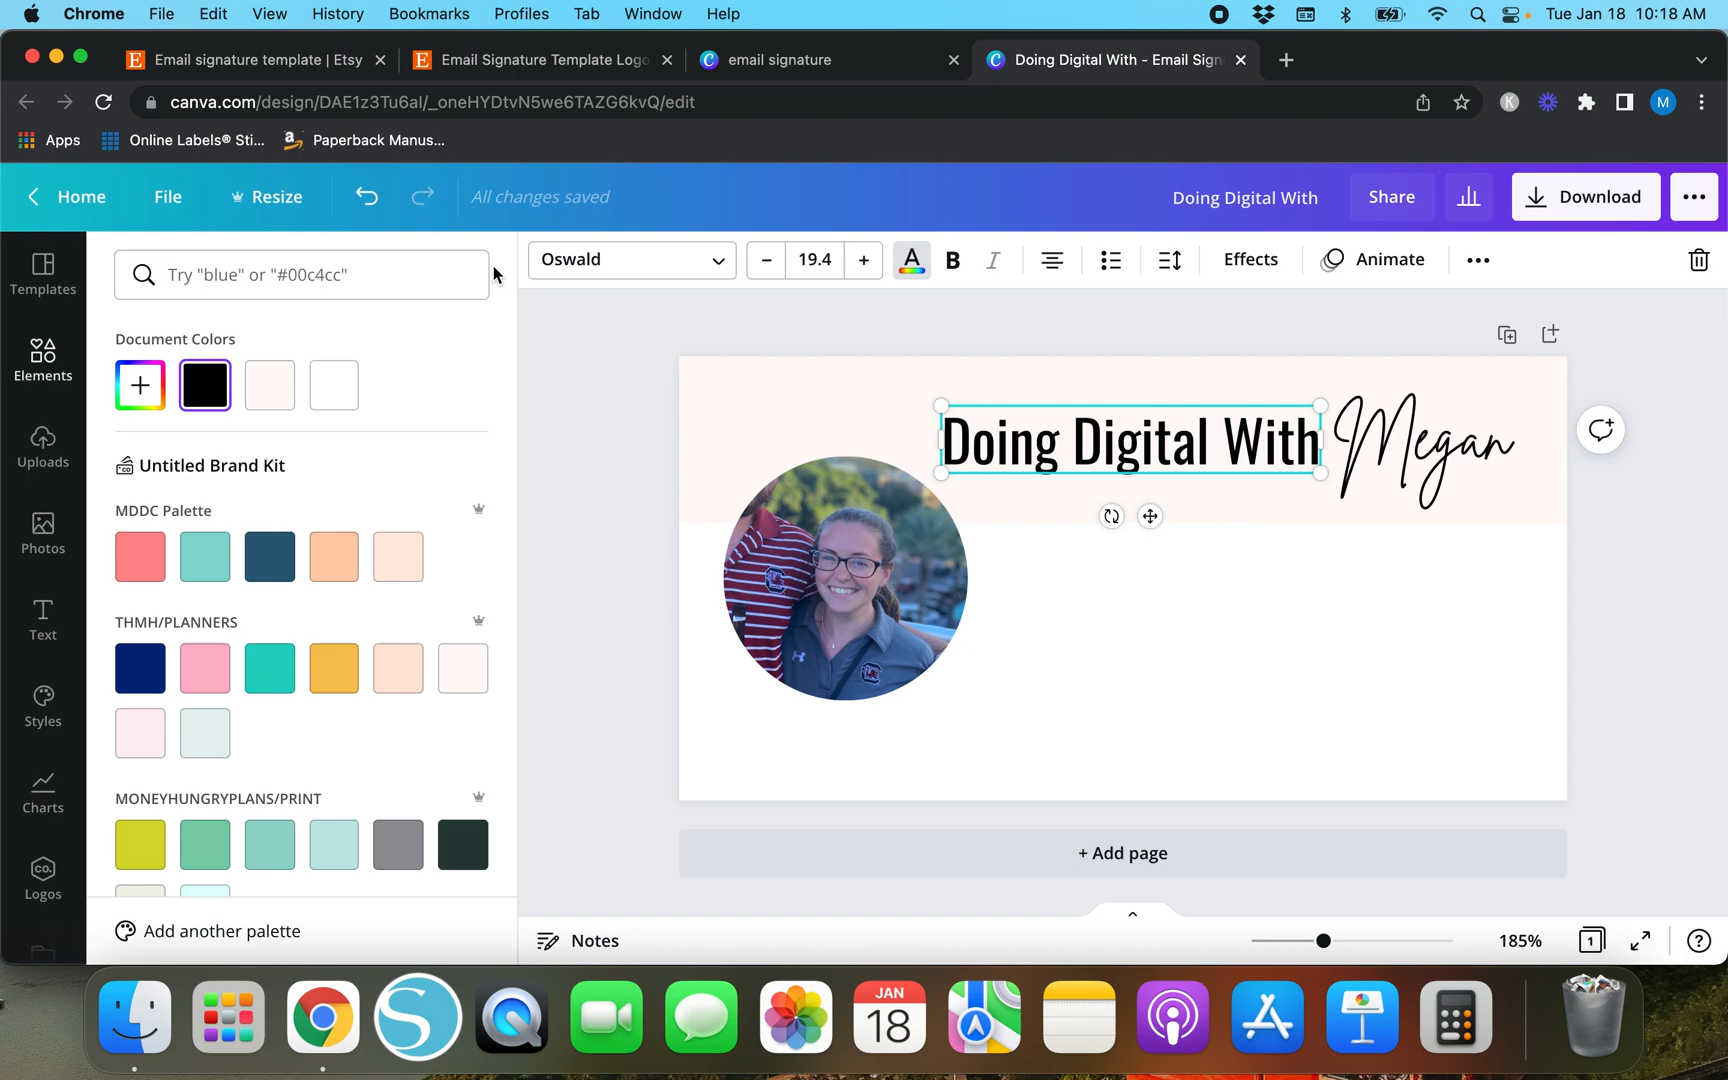 Chrome File Edit View History Bookmarks Profiles Tab Window Help Tue Jan 18 10:18 AM
Email signature template | Etsy Email Signature Template Logo email signature Doing Digital With - Email Sign
canva.com/design/DAE1z3Tu6aI/_oneHYDtvN5we6TAZG6kvQ/edit K M
Apps Online Labels® Sti... Paperback Manus...
Home File Resize All changes saved Doing Digital With Share Download
Templates
Elements
Uploads
Photos
Text
Styles
Charts
Logos
Try "blue" or "#00c4cc"
Document Colors
Untitled Brand Kit
MDDC Palette
THMH/PLANNERS
MONEYHUNGRYPLANS/PRINT
Add another palette
Oswald 19.4 A B I Effects Animate
Doing Digital With Megan
+ Add page
Notes 185% 1
JAN
18